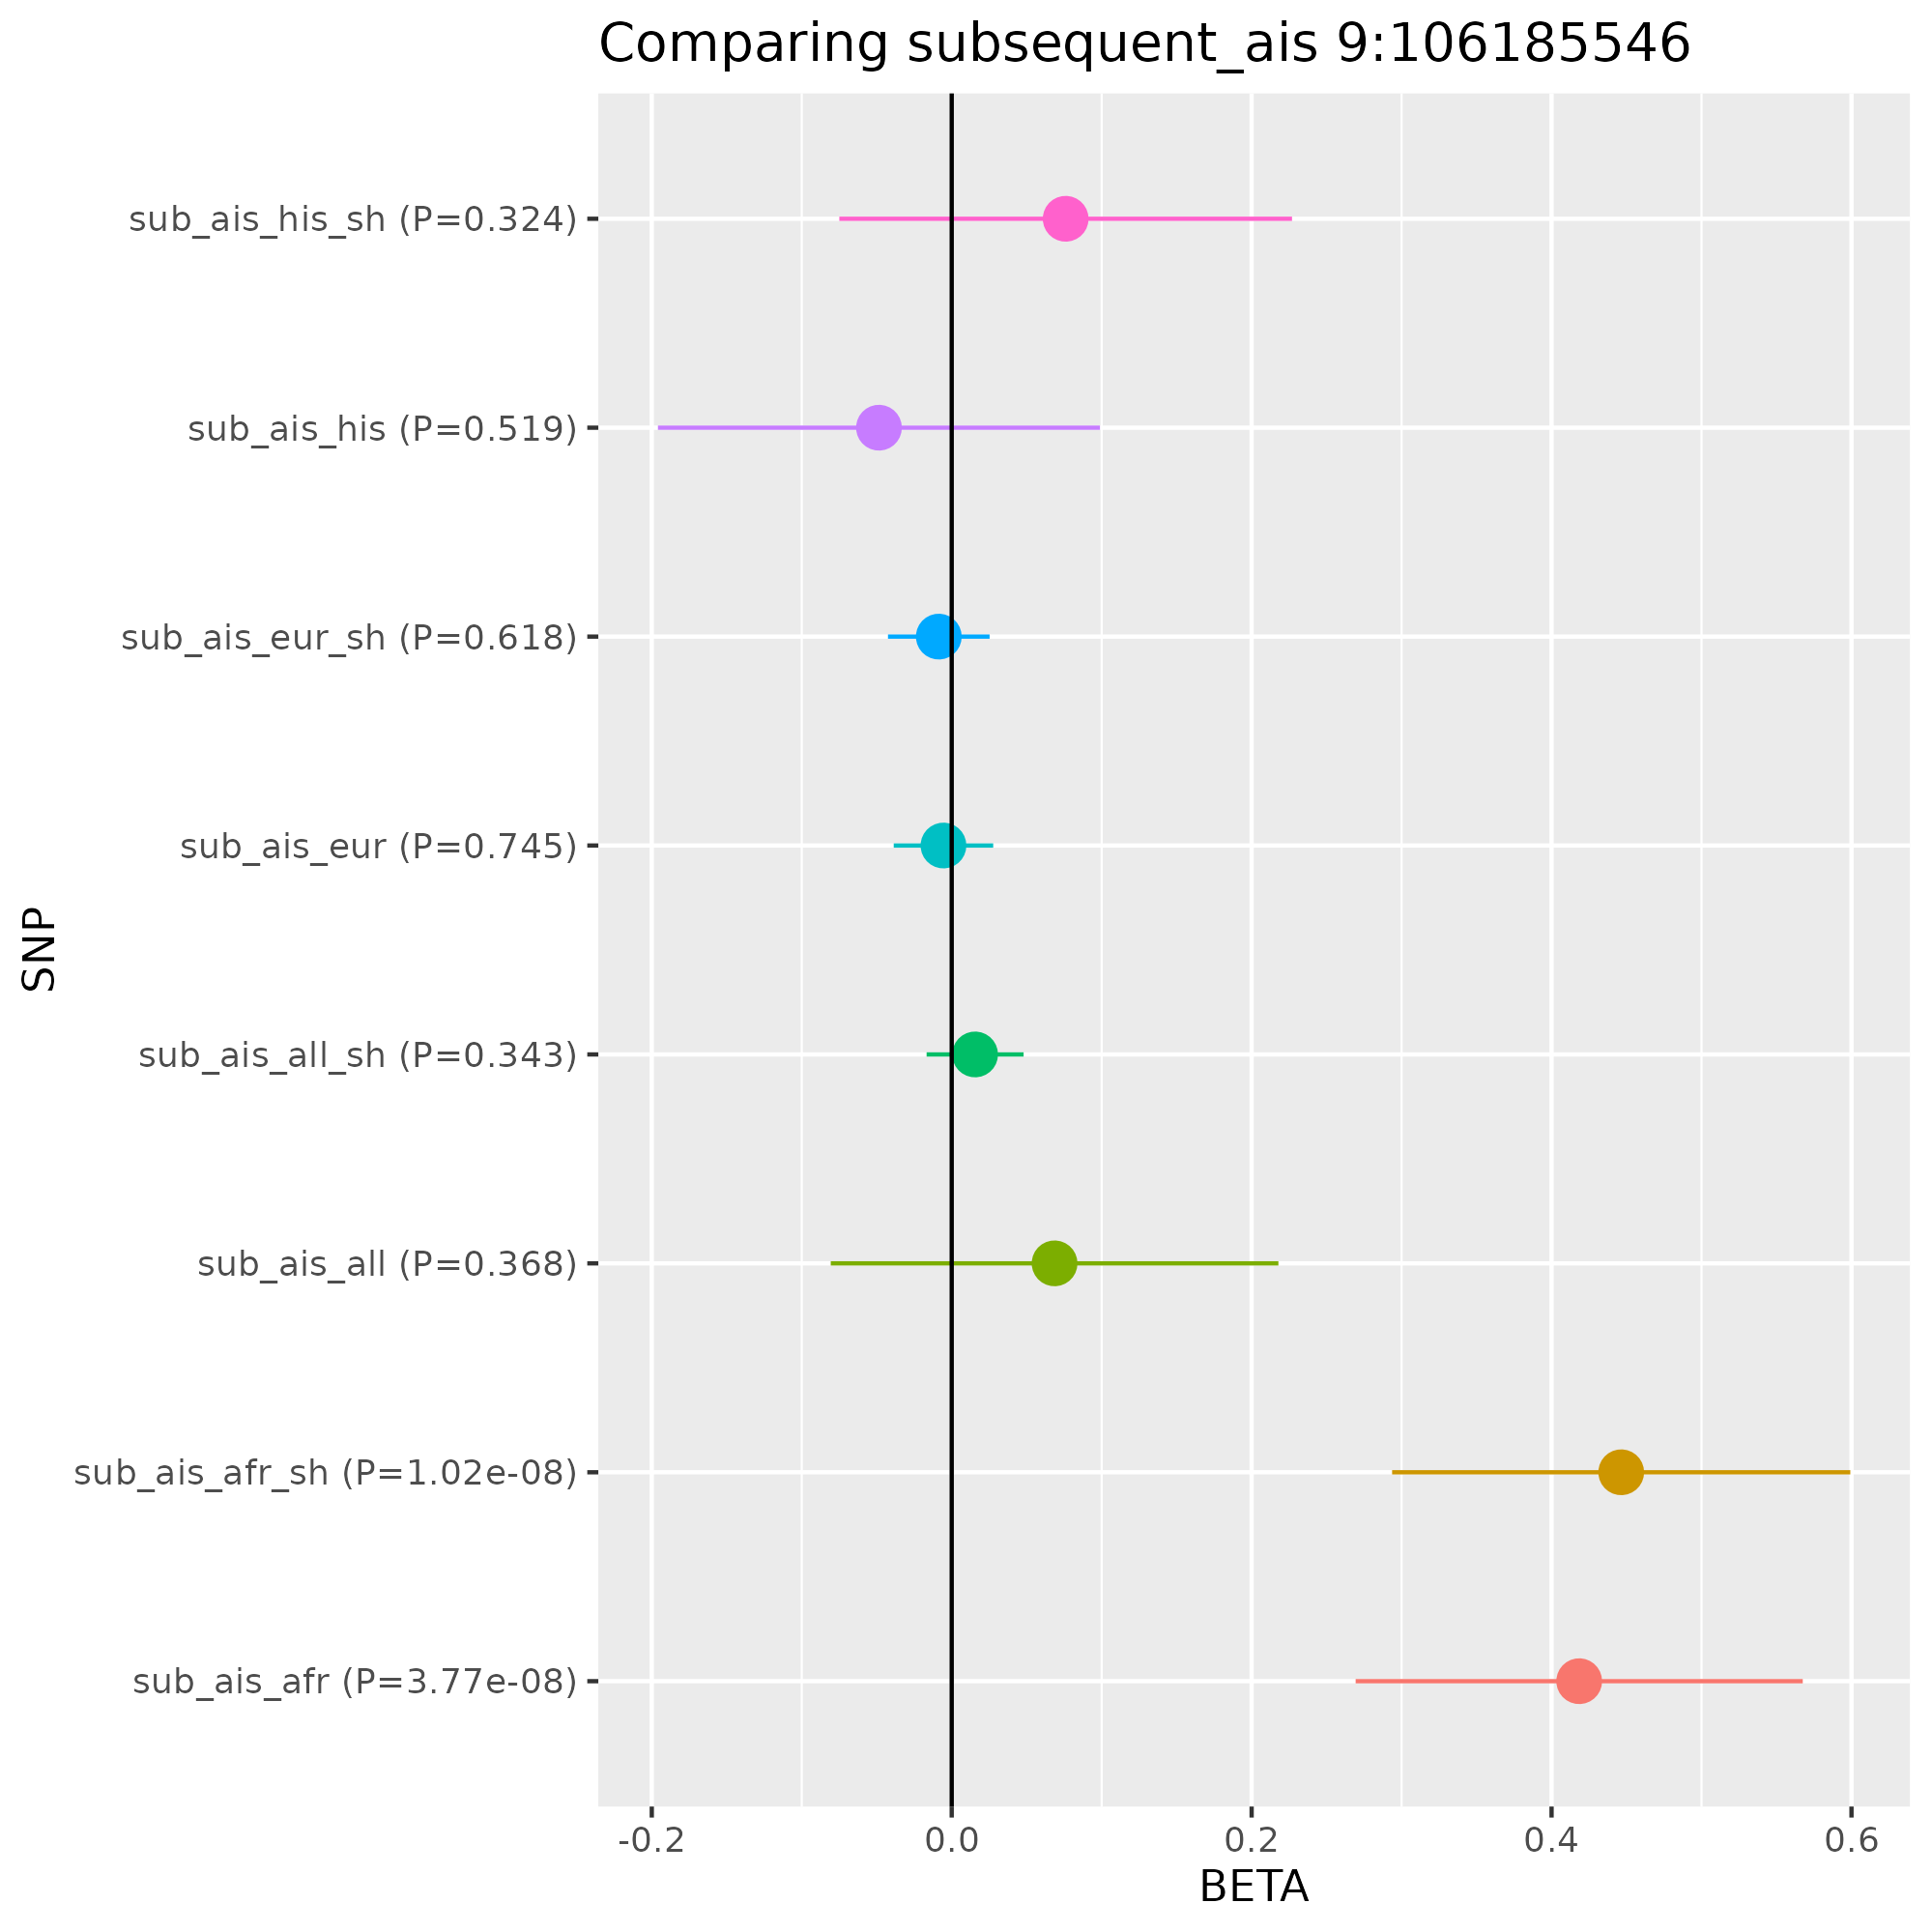 Comparing subsequent_ais 9:106185546
sub_ais_his_sh (P=0.324)
sub_ais_his (P=0.519)
sub_ais_eur_sh (P=0.618)
sub_ais_eur (P=0.745)
SNP
sub_ais_all_sh (P=0.343)
sub_ais_all (P=0.368)
sub_ais_afr_sh (P=1.02e-08)
sub_ais_afr (P=3.77e-08)
-0.2 0.0 0.2 0.4 0.6
BETA